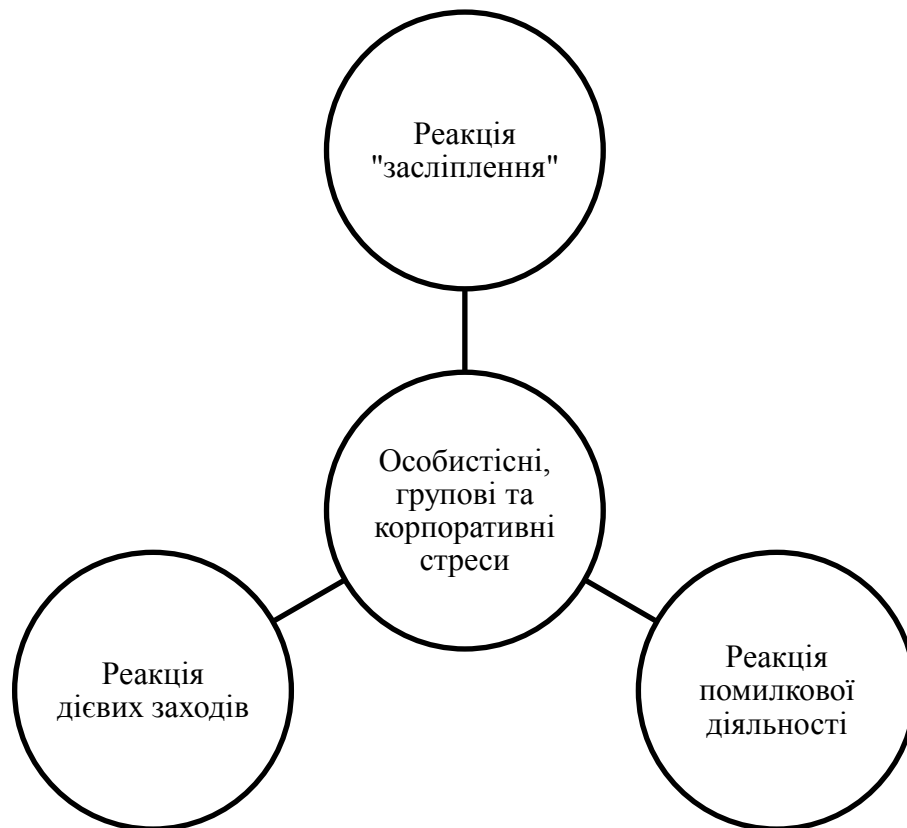 Реакція
"засліплення"
Особистісні,
групові та
корпоративні
стреси
Реакція
дієвих заходів
Реакція
помилкової
діяльності